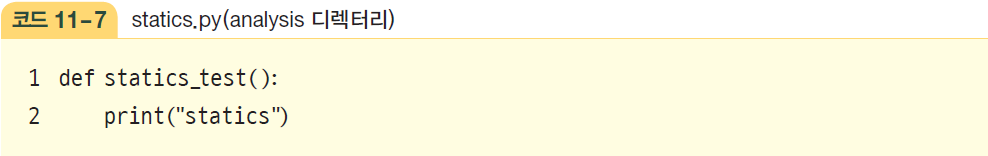 코드 11-7 statics.py(analysis 디렉터리)
1 def statics_test():
2     print("statics")